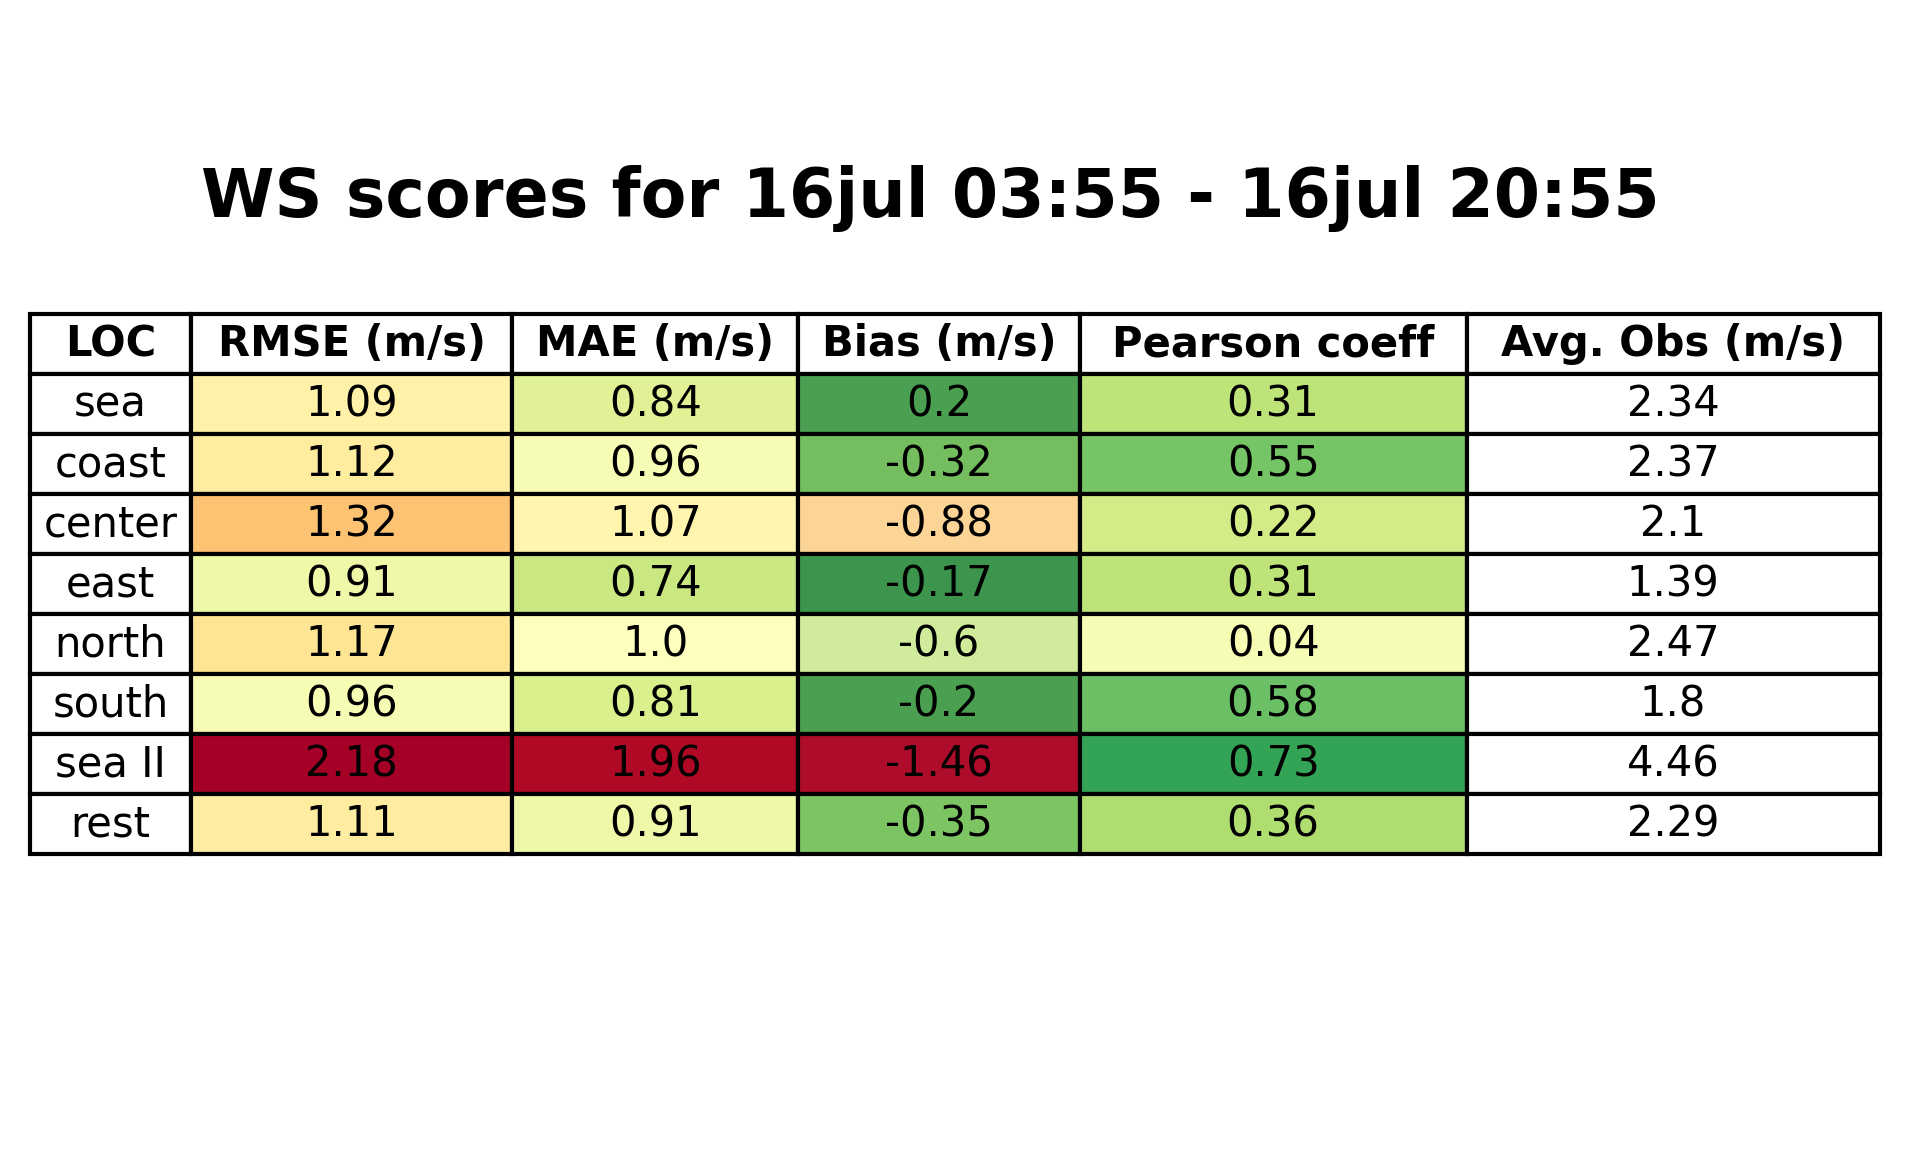 WS scores for 16jul 03:55 - 16jul 20:55
LOC RMSE (m/s) MAE (m/s) Bias (m/s) Pearson coeff Avg. Obs (m/s)
sea 1.09 0.84 0.2 0.31 2.34
coast 1.12 0.96 -0.32 0.55 2.37
center 1.32 1.07 -0.88 0.22 2.1
east 0.91 0.74 -0.17 0.31 1.39
north 1.17 1.0 -0.6 0.04 2.47
south 0.96 0.81 -0.2 0.58 1.8
sea II 2.18 1.96 -1.46 0.73 4.46
rest 1.11 0.91 -0.35 0.36 2.29